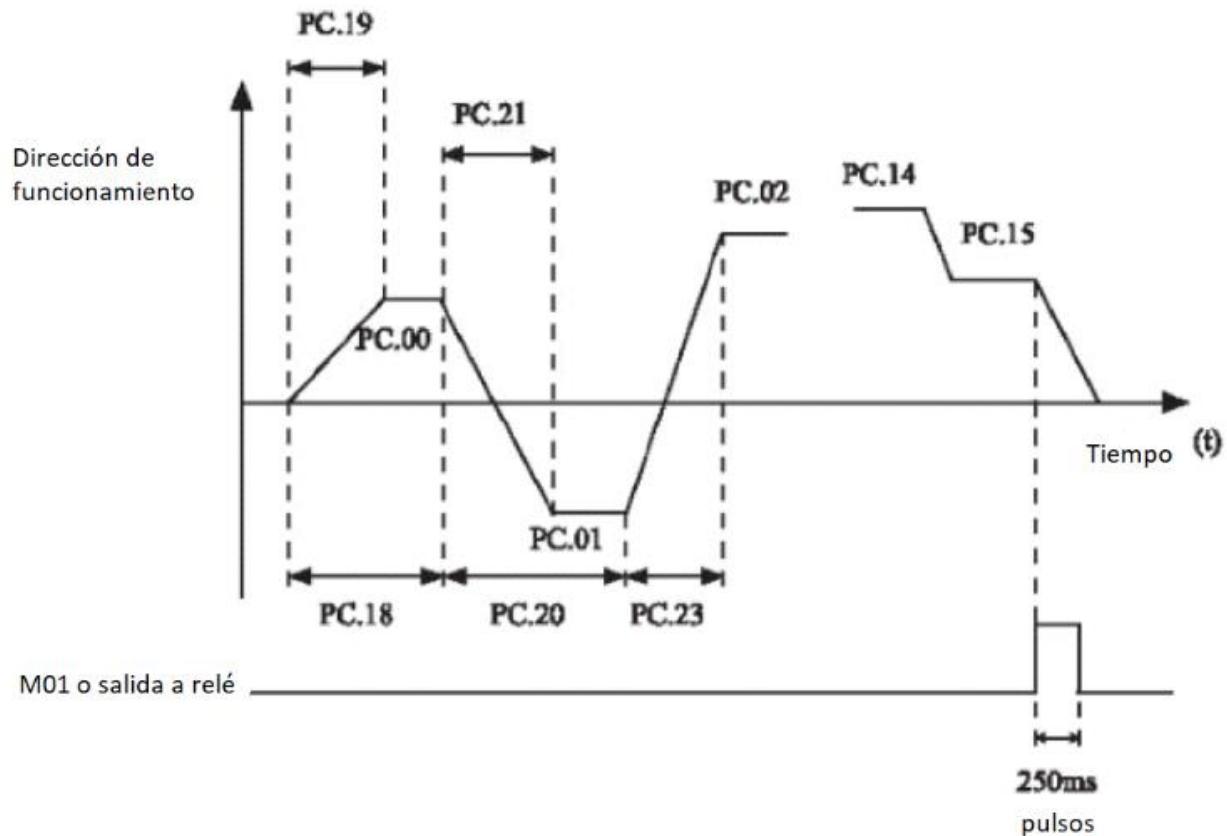 PC.19
PC.21
Dirección de
funcionamiento
PC.14
PC.02
PC.15
PC.00
Tiempo (t)
PC.01
PC.18
PC.20
PC.23
M01 o salida a relé
250ms
pulsos